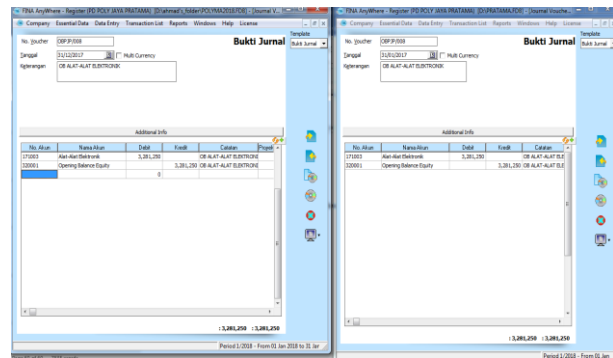 FINA AnyWhere - Register [PD POLY JAYA PRATAMA]
Company Essential Data Data Entry Transaction List Reports Windows Help License
Template
No. Voucher OBPJP/008 Bukti Jurnal Bukti Jurnal
Tanggal 31/12/2017 Multi Currency
Keterangan OB ALAT-ALAT ELEKTRONIK
Additional Info
No. Akun Nama Akun Debit Kredit Catatan Proyek
171003 Alat-Alat Elektronik 3,281,250 OB ALAT-ALAT ELEKTRONI
320001 Opening Balance Equity 3,281,250 OB ALAT-ALAT ELEKTRONI
0
: 3,281,250 : 3,281,250
Period 1/2018 - From 01 Jan 2018 to 31 Jan
FINA AnyWhere - Register [PD POLY JAYA PRATAMA]
Company Essential Data Data Entry Transaction List Reports Windows Help License
Template
No. Voucher OBPJP/008 Bukti Jurnal Bukti Jurnal
Tanggal 31/01/2017 Multi Currency
Keterangan OB ALAT-ALAT ELEKTRONIK
Additional Info
No. Akun Nama Akun Debit Kredit Catatan
171003 Alat-Alat Elektronik 3,281,250 OB ALAT-ALAT ELE
320001 Opening Balance Equity 3,281,250 OB ALAT-ALAT ELE
: 3,281,250 : 3,281,250
Period 1/2018 - From 01